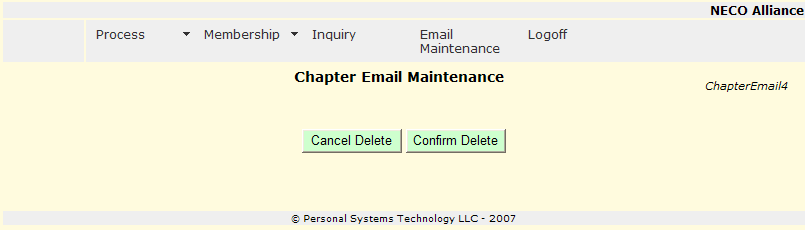 NECO Alliance
Process Membership Inquiry Email Maintenance Logoff
Chapter Email Maintenance
ChapterEmail4
Cancel Delete Confirm Delete
© Personal Systems Technology LLC - 2007